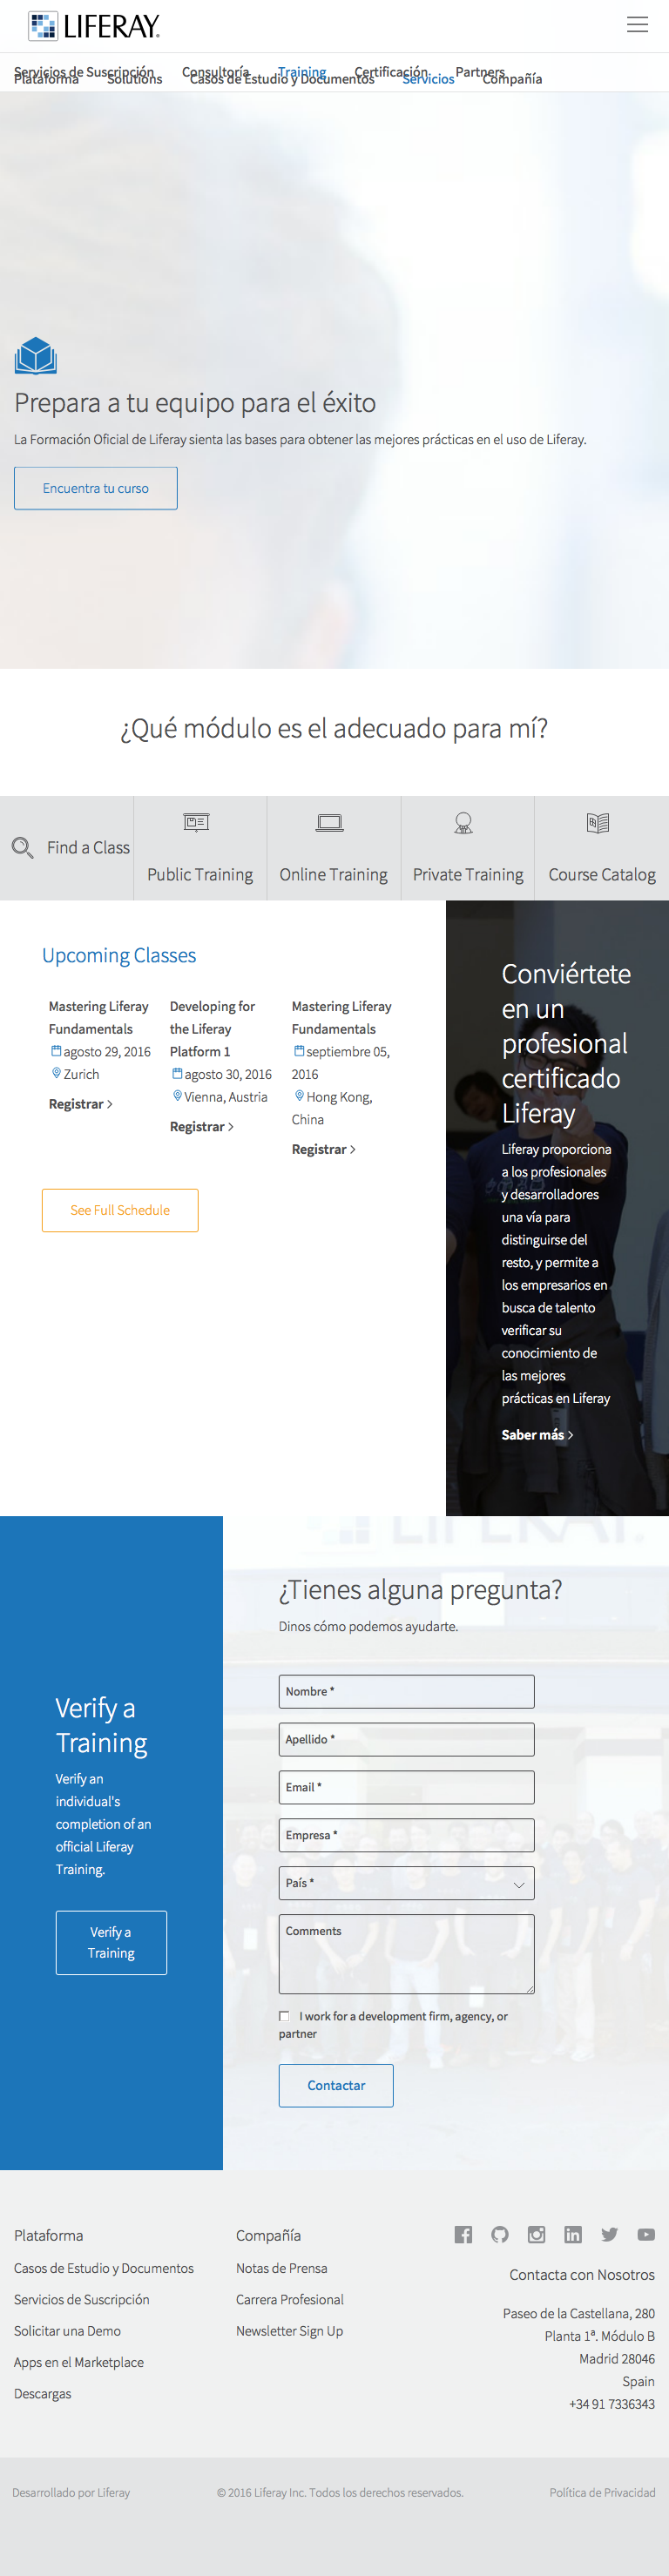 LIFERAY.
Servicios de Suscripción Consultoría Training Certificación Partners
Plataforma Solutions Casos de Estudio y Documentos Servicios Compañía
Prepara a tu equipo para el éxito
La Formación Oficial de Liferay sienta las bases para obtener las mejores prácticas en el uso de Liferay.
Encuentra tu curso
¿Qué módulo es el adecuado para mí?
Find a Class
Public Training
Online Training
Private Training
Course Catalog
Upcoming Classes
Mastering Liferay
Fundamentals
agosto 29, 2016
Zurich
Registrar
Developing for
the Liferay
Platform 1
agosto 30, 2016
Vienna, Austria
Registrar
Mastering Liferay
Fundamentals
septiembre 05,
2016
Hong Kong,
China
Registrar
See Full Schedule
Conviértete
en un
profesional
certificado
Liferay
Liferay proporciona
a los profesionales
y desarrolladores
una vía para
distinguirse del
resto, y permite a
los empresarios en
busca de talento
verificar su
conocimiento de
las mejores
prácticas en Liferay
Saber más
Verify a
Training
Verify an
individual's
completion of an
official Liferay
Training.
Verify a
Training
LIFERAY.
¿Tienes alguna pregunta?
Dinos cómo podemos ayudarte.
Nombre *
Apellido *
Email *
Empresa *
País *
Comments
I work for a development firm, agency, or
partner
Contactar
Plataforma
Casos de Estudio y Documentos
Servicios de Suscripción
Solicitar una Demo
Apps en el Marketplace
Descargas
Compañía
Notas de Prensa
Carrera Profesional
Newsletter Sign Up
Contacta con Nosotros
Paseo de la Castellana, 280
Planta 1ª. Módulo B
Madrid 28046
Spain
+34 91 7336343
Desarrollado por Liferay
© 2016 Liferay Inc. Todos los derechos reservados.
Política de Privacidad